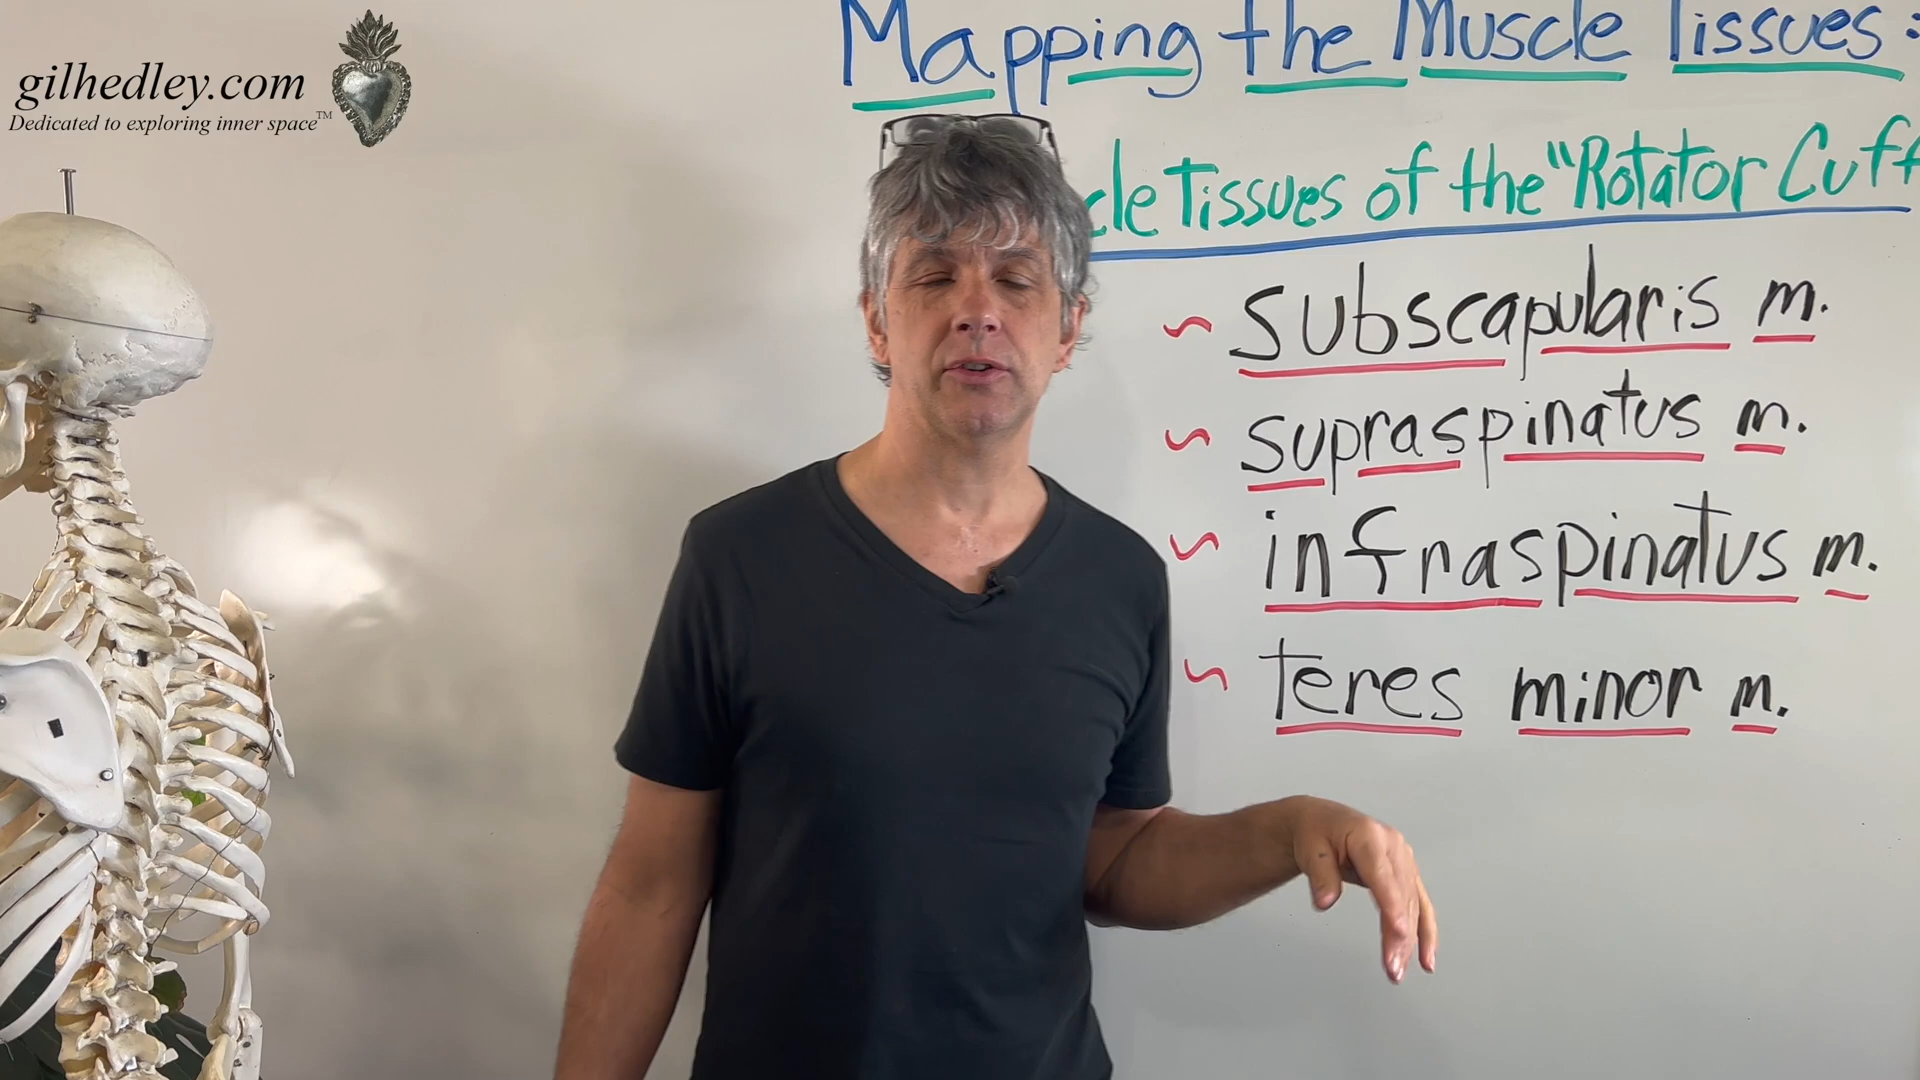 gilhedley.com
Dedicated to exploring inner space™
Mapping the Muscle Tissues:
cle Tissues of the "Rotator Cuff
~ subscapularis m.
~ supraspinatus m.
~ infraspinatus m.
~ teres minor m.